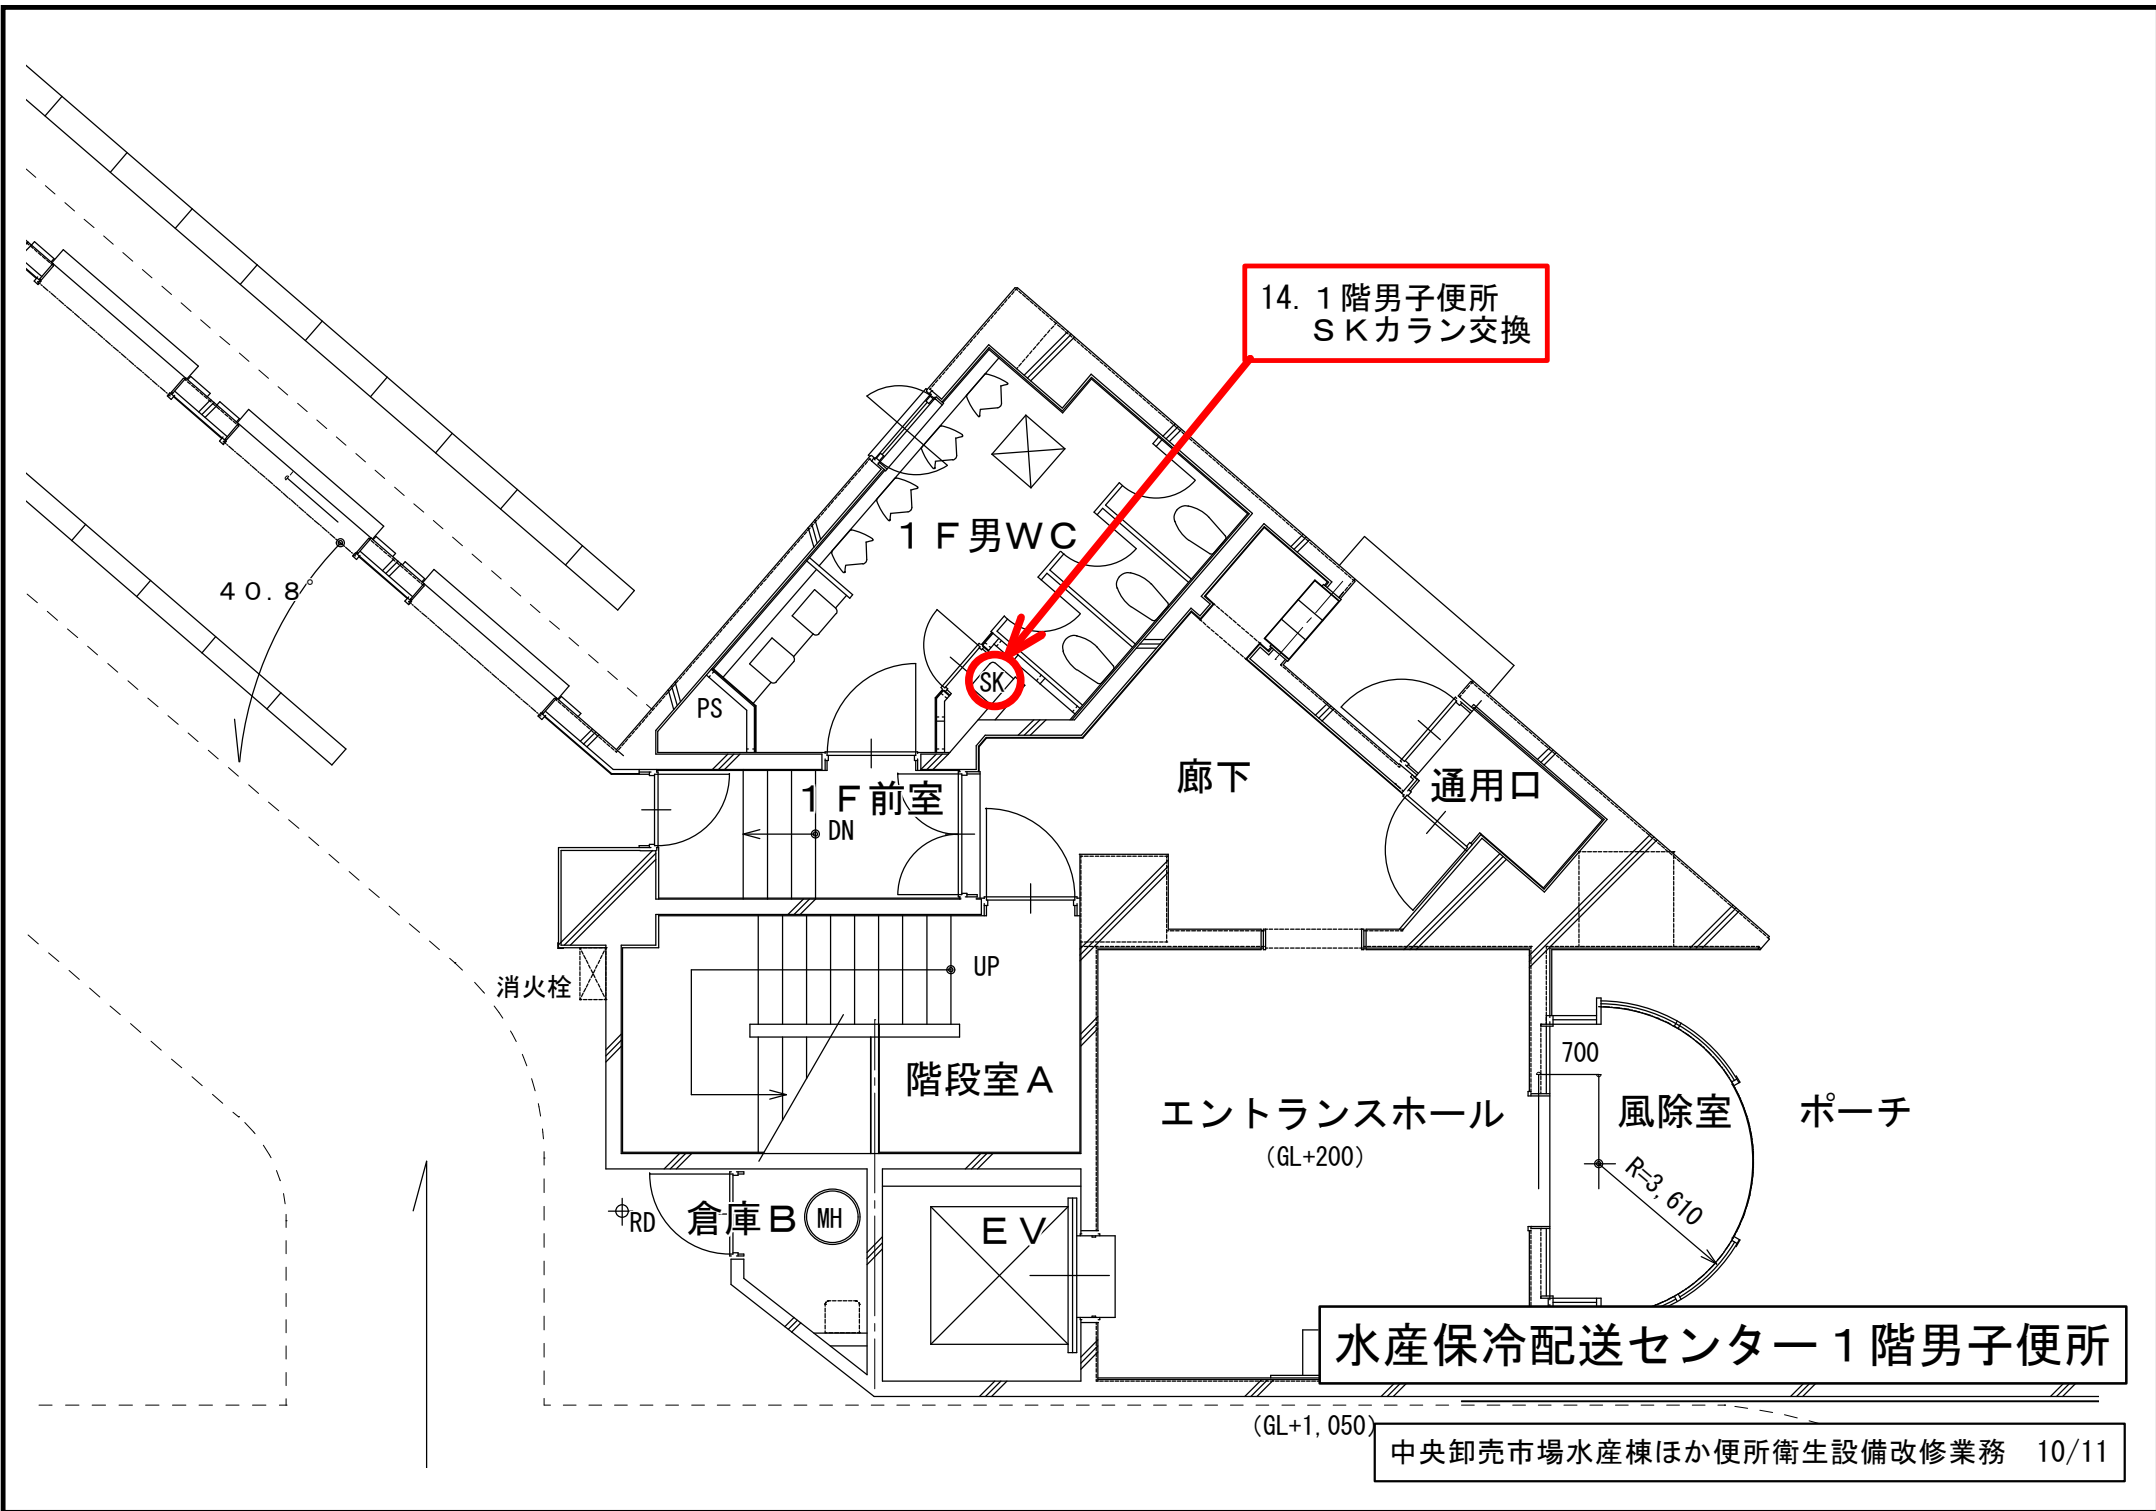 14. 1階男子便所
SKカラン交換
1F男WC
40.8°
SK
PS
廊下
通用口
1F前室
DN
UP
消火栓
700
階段室A
エントランスホール
(GL+200)
風除室
ポーチ
R=3,610
RD
倉庫B
MH
EV
水産保冷配送センター1階男子便所
(GL+1,050)
中央卸売市場水産棟ほか便所衛生設備改修業務 10/11